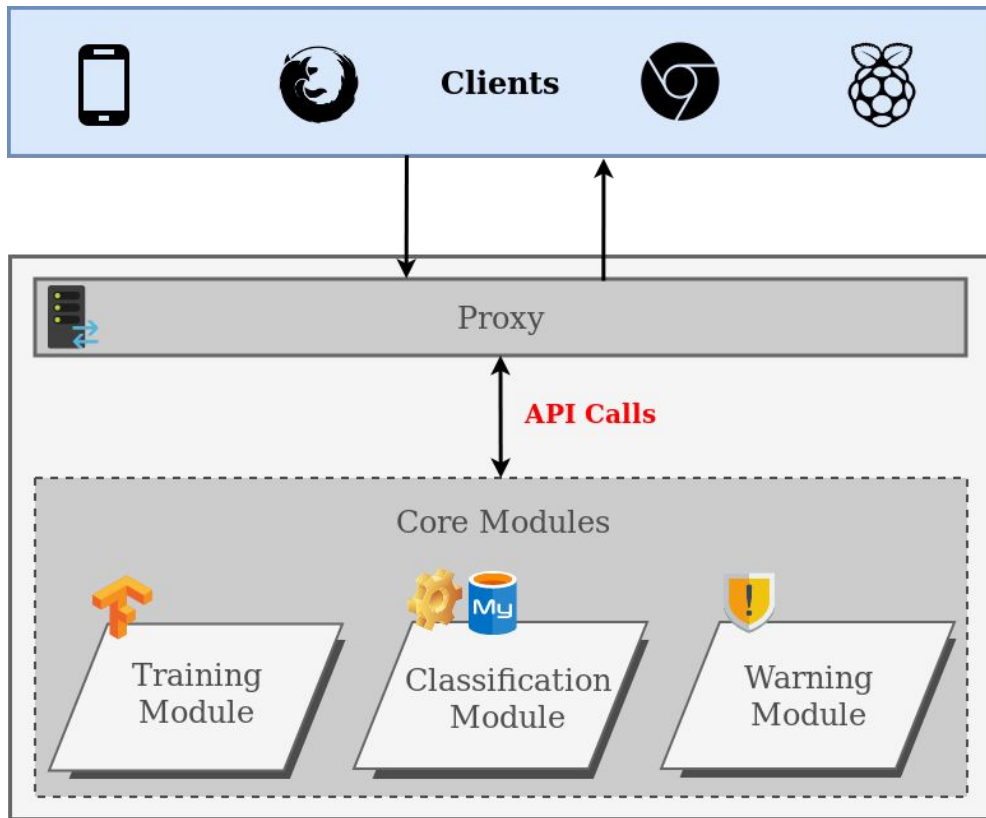 Clients
Proxy
API Calls
Core Modules
My
Training
Module
Classification
Module
Warning
Module